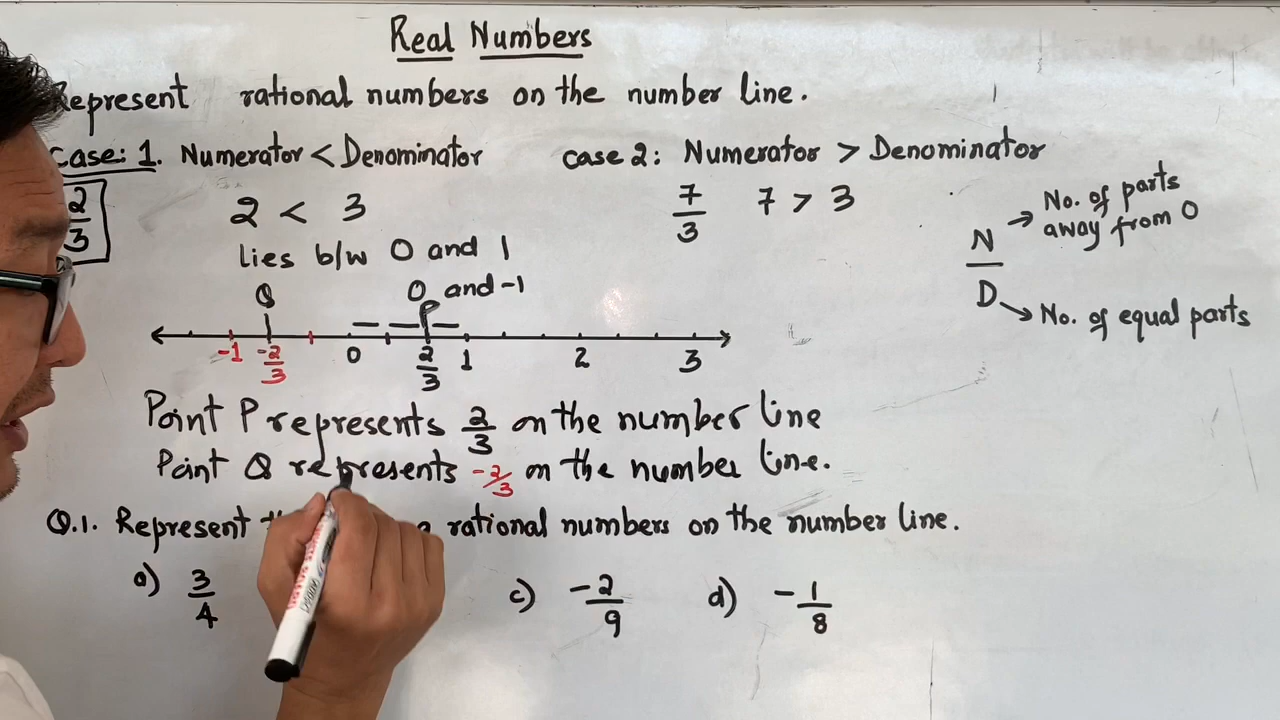 Real Numbers
Represent rational numbers on the number line.
Case: 1. Numerator < Denominator
2/3
2 < 3
lies b/w 0 and 1
0 and -1
case 2: Numerator > Denominator
7/3 7 > 3
N/D
→ No. of parts
away from 0
→ No. of equal parts
Q P
-1 -2/3 0 2/3 1 2 3
Point P represents 2/3 on the number line
Point Q represents -2/3 on the number line.
Q.1. Represent rational numbers on the number line.
a) 3/4 c) -2/9 d) -1/8